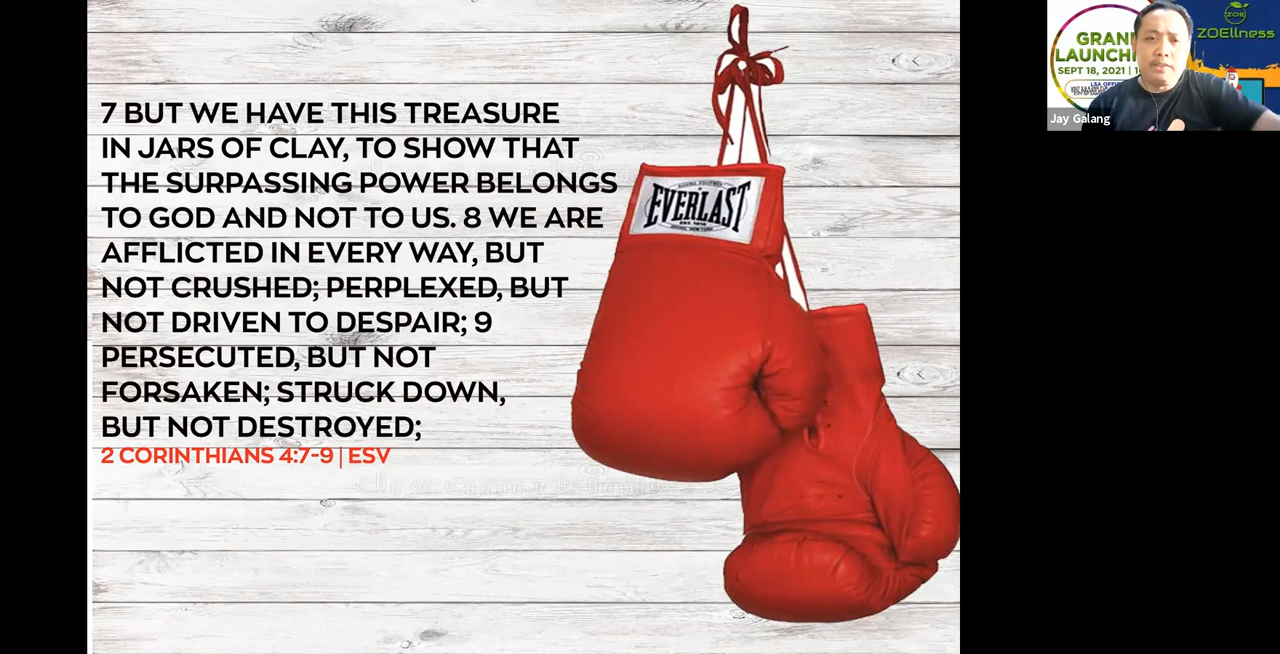 7 BUT WE HAVE THIS TREASURE
IN JARS OF CLAY, TO SHOW THAT
THE SURPASSING POWER BELONGS
TO GOD AND NOT TO US. 8 WE ARE
AFFLICTED IN EVERY WAY, BUT
NOT CRUSHED; PERPLEXED, BUT
NOT DRIVEN TO DESPAIR; 9
PERSECUTED, BUT NOT
FORSAKEN; STRUCK DOWN,
BUT NOT DESTROYED;
2 CORINTHIANS 4:7-9 | ESV
EVERLAST
GRAN
LAUNCH
SEPT 18, 2021 |
ZOE
ZOEllness
Jay Galang